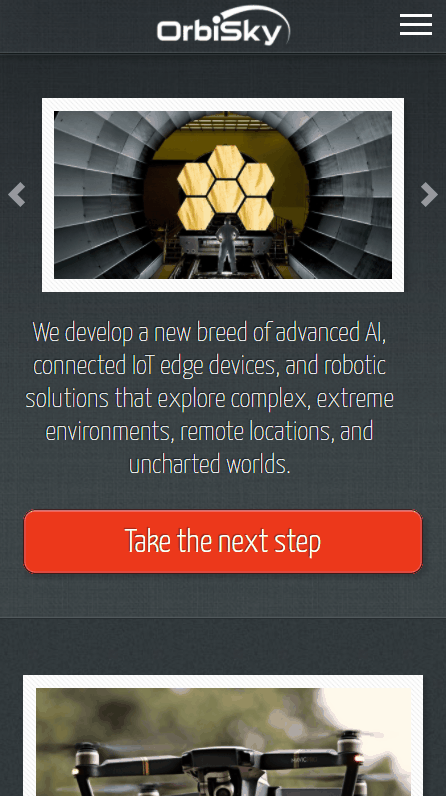 OrbiSky
We develop a new breed of advanced AI,
connected IoT edge devices, and robotic
solutions that explore complex, extreme
environments, remote locations, and
uncharted worlds.
Take the next step